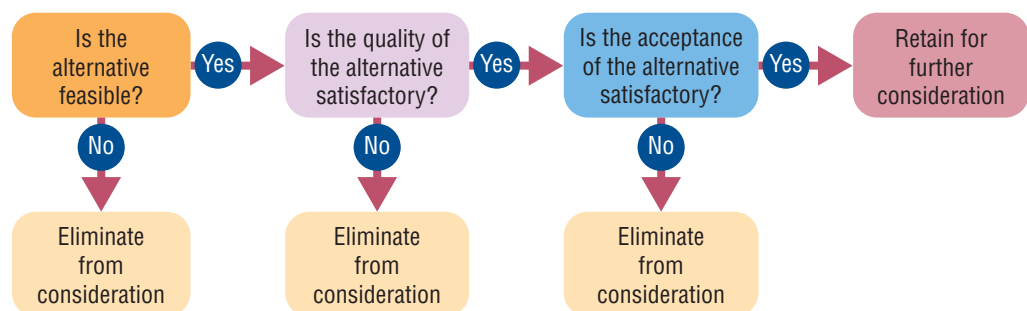 Is the
alternative
feasible?
Yes
Is the quality of
the alternative
satisfactory?
Yes
Is the acceptance
of the alternative
satisfactory?
Yes
Retain for
further
consideration
No
No
No
Eliminate
from
consideration
Eliminate
from
consideration
Eliminate
from
consideration